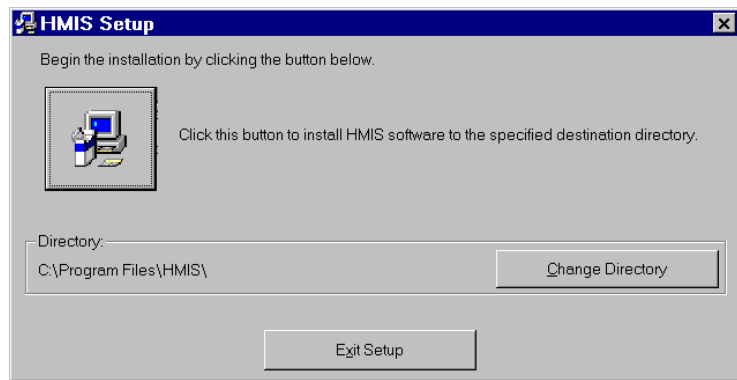 HMIS Setup
Begin the installation by clicking the button below.
Click this button to install HMIS software to the specified destination directory.
Directory:
C:\Program Files\HMIS\
Change Directory
Exit Setup